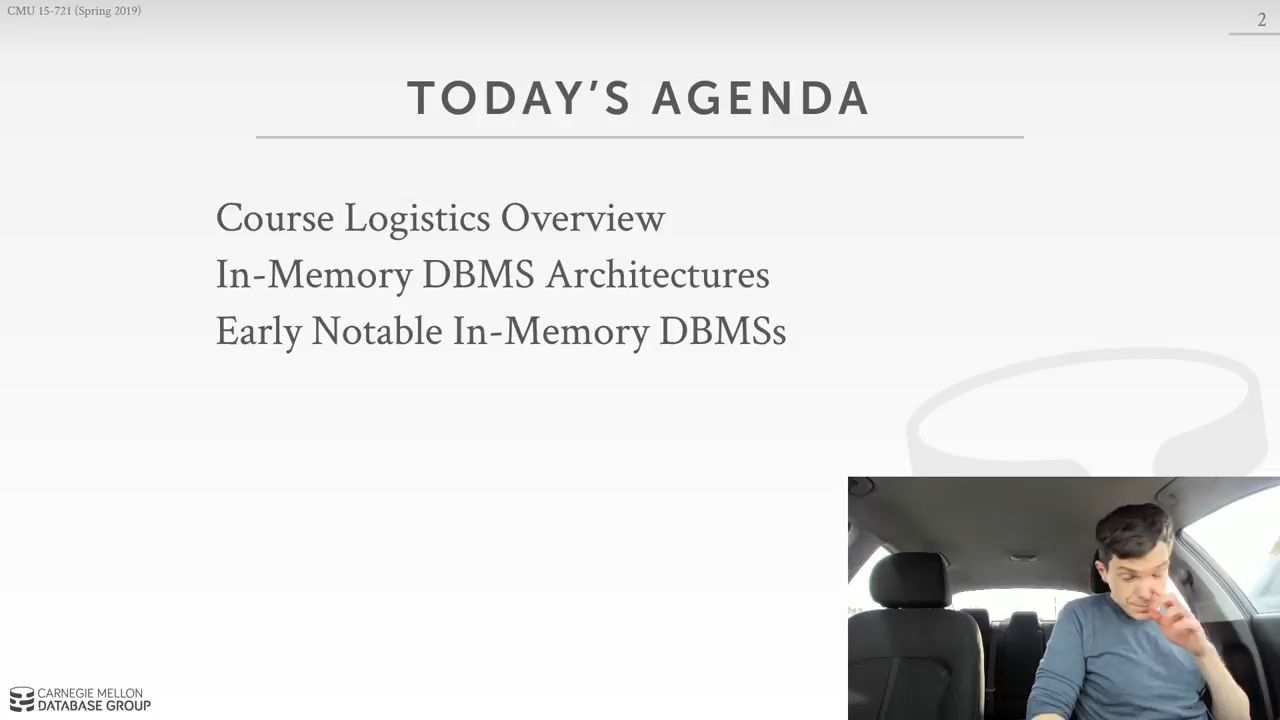 CMU 15-721 (Spring 2019)
2
TODAY'S AGENDA
Course Logistics Overview
In-Memory DBMS Architectures
Early Notable In-Memory DBMSs
CARNEGIE MELLON
DATABASE GROUP